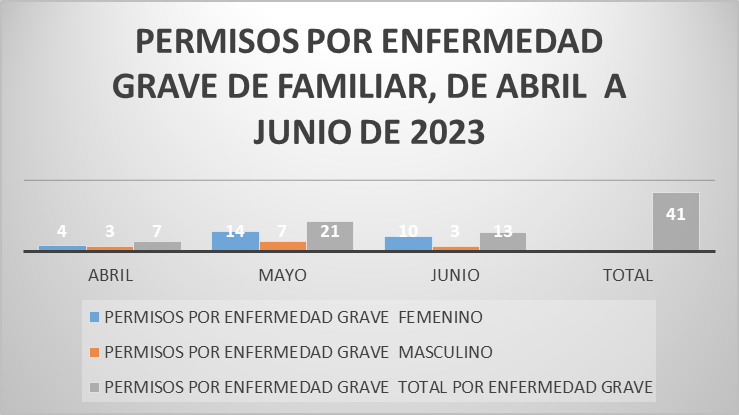 PERMISOS POR ENFERMEDAD
GRAVE DE FAMILIAR, DE ABRIL A
JUNIO DE 2023
4 3 7 14 7 21 10 3 13 41
ABRIL MAYO JUNIO TOTAL
PERMISOS POR ENFERMEDAD GRAVE FEMENINO
PERMISOS POR ENFERMEDAD GRAVE MASCULINO
PERMISOS POR ENFERMEDAD GRAVE TOTAL POR ENFERMEDAD GRAVE